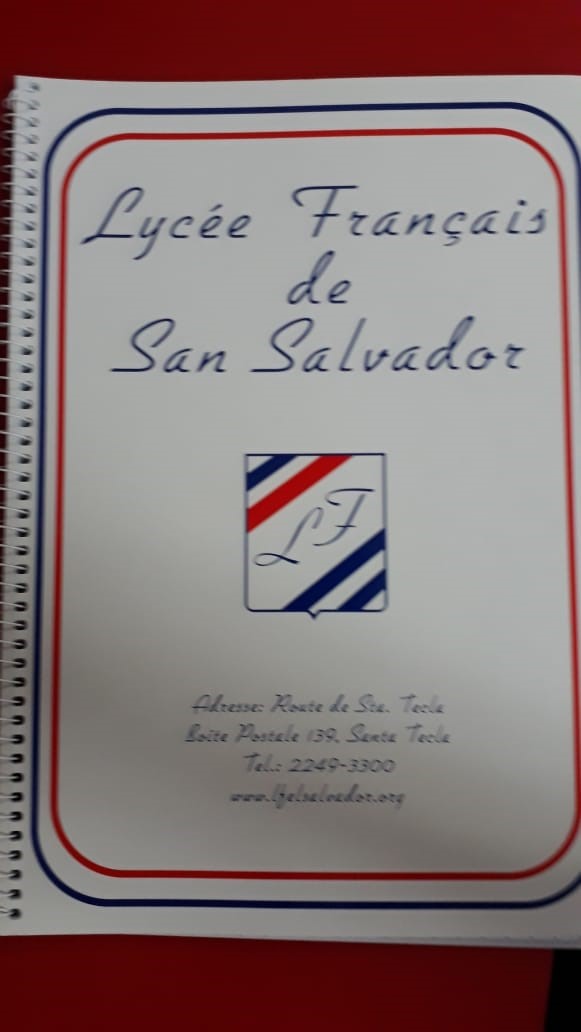 Lycée Français
de
San Salvador
LF
Adresse: Route de Sta. Tecla
Boîte Postale 139, Santa Tecla
Tel.: 2249-3300
www.lfelsalvador.org